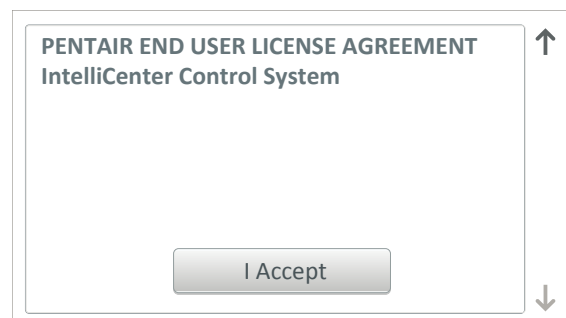 PENTAIR END USER LICENSE AGREEMENT
IntelliCenter Control System
I Accept